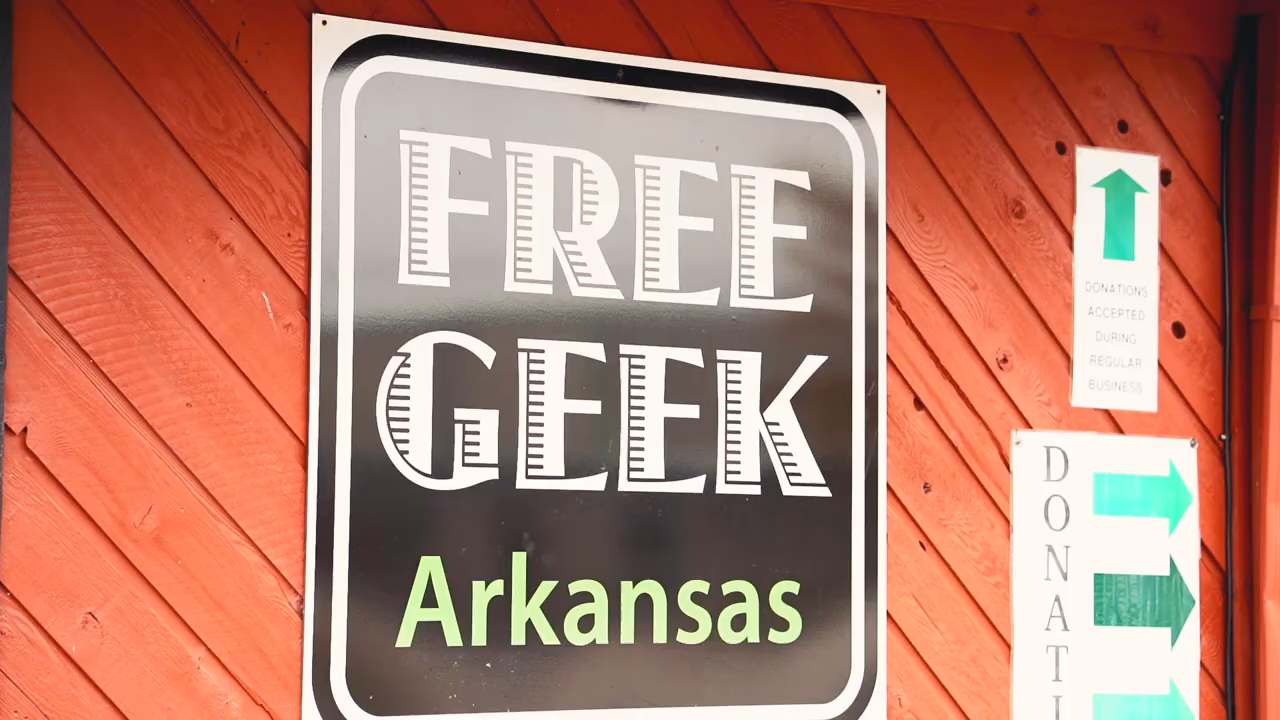 FREE
GEEK
Arkansas
DONATIONS
ACCEPTED
DURING
REGULAR
BUSINESS
D
O
N
A
T
I